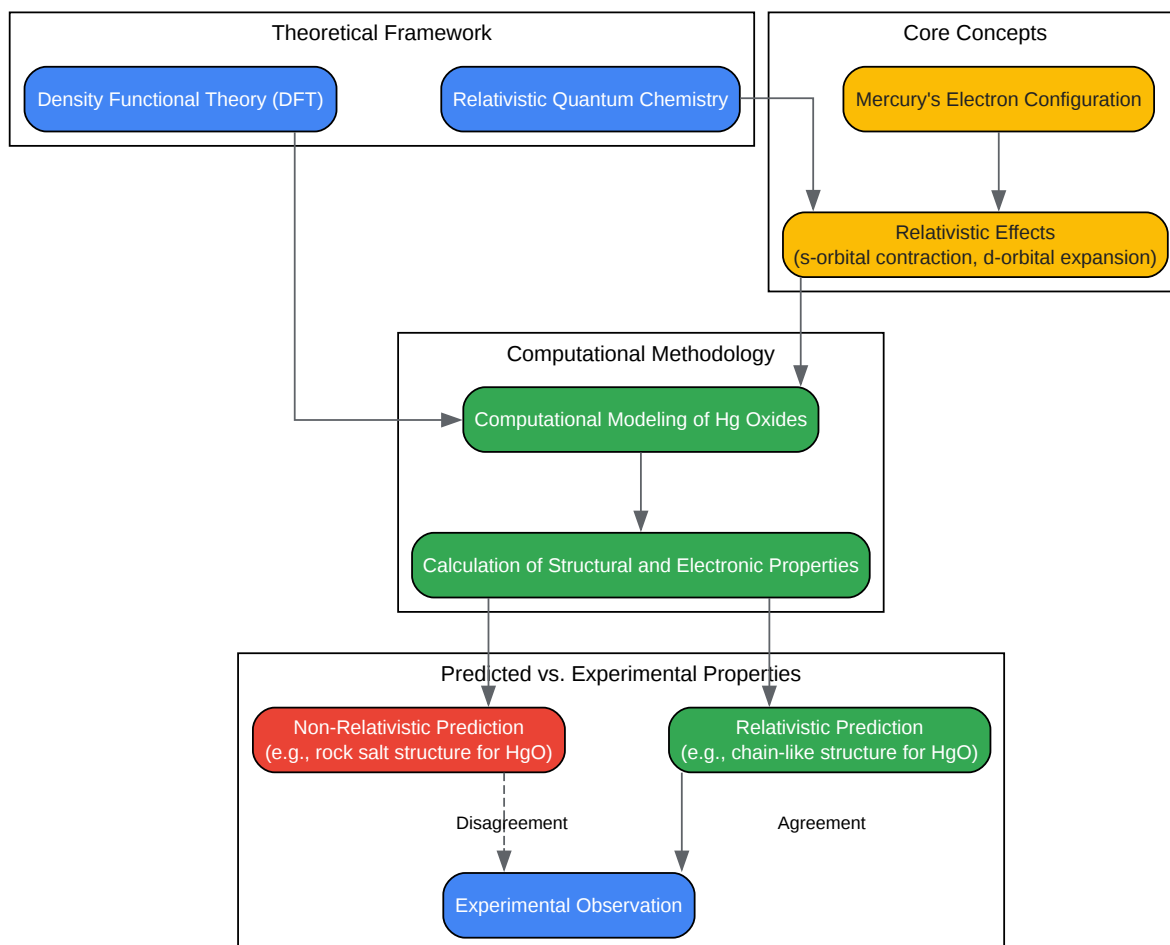 Theoretical Framework
Core Concepts
Density Functional Theory (DFT)
Relativistic Quantum Chemistry
Mercury's Electron Configuration
Relativistic Effects
(s-orbital contraction, d-orbital expansion)
Computational Methodology
Computational Modeling of Hg Oxides
Calculation of Structural and Electronic Properties
Predicted vs. Experimental Properties
Non-Relativistic Prediction
(e.g., rock salt structure for HgO)
Relativistic Prediction
(e.g., chain-like structure for HgO)
Disagreement
Agreement
Experimental Observation